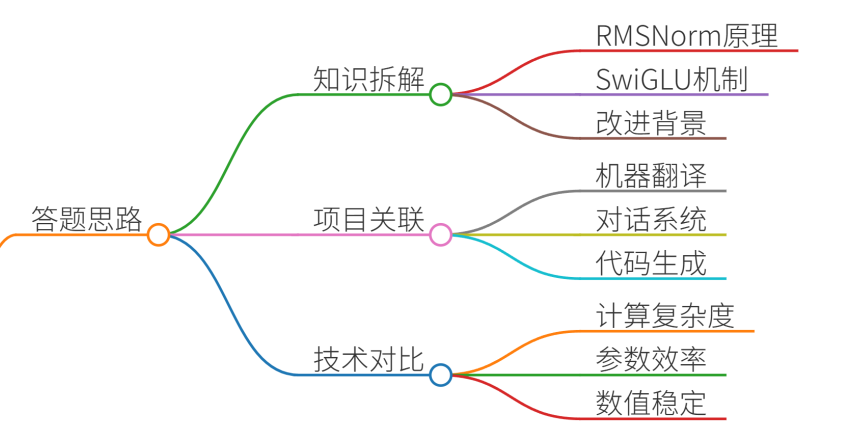 答题思路
知识拆解
RMSNorm原理
SwiGLU机制
改进背景
项目关联
机器翻译
对话系统
代码生成
技术对比
计算复杂度
参数效率
数值稳定